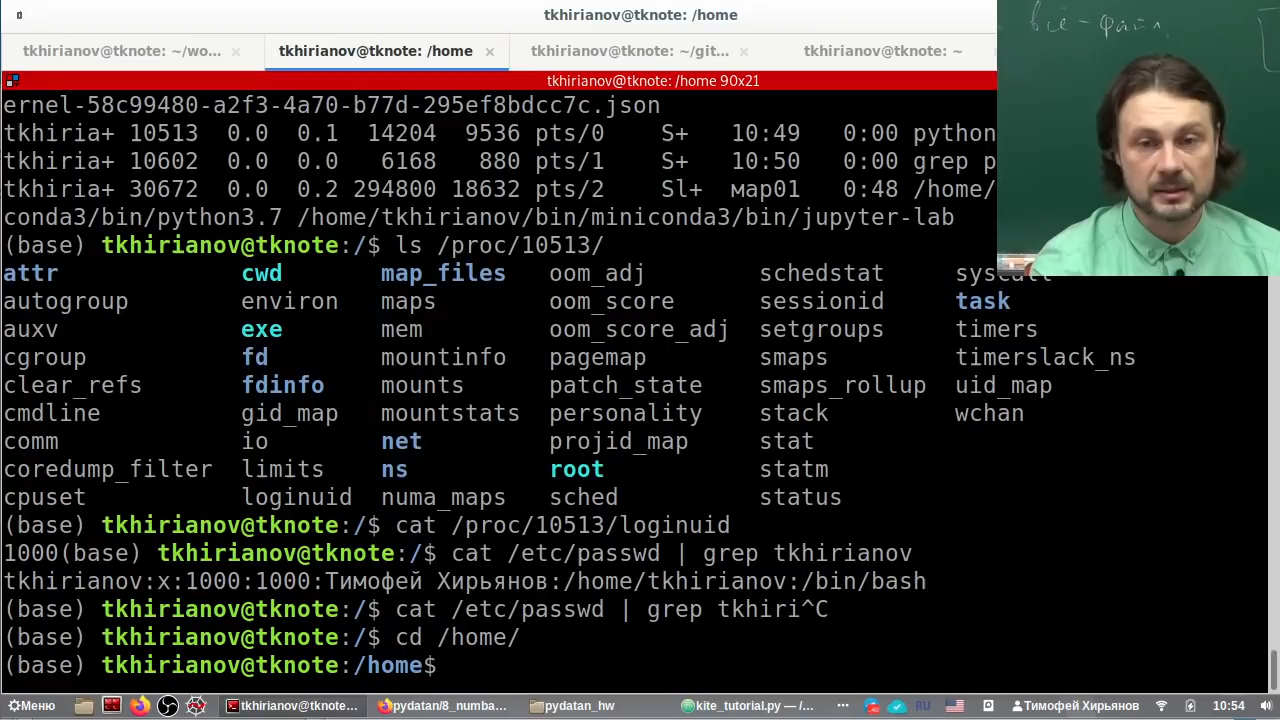 tkhirianov@tknote: /home
всё - файл
tkhirianov@tknote: ~/wo... × tkhirianov@tknote: /home × tkhirianov@tknote: ~/git... × tkhirianov@tknote: ~
tkhirianov@tknote: /home 90x21
ernel-58c99480-a2f3-4a70-b77d-295ef8bdcc7c.json
tkhiria+ 10513 0.0 0.1 14204 9536 pts/0 S+ 10:49 0:00 python
tkhiria+ 10602 0.0 0.0 6168 880 pts/1 S+ 10:50 0:00 grep p
tkhiria+ 30672 0.0 0.2 294800 18632 pts/2 Sl+ мар01 0:48 /home/
conda3/bin/python3.7 /home/tkhirianov/bin/miniconda3/bin/jupyter-lab
(base) tkhirianov@tknote:/$ ls /proc/10513/
attr cwd map_files oom_adj schedstat syscall
autogroup environ maps oom_score sessionid task
auxv exe mem oom_score_adj setgroups timers
cgroup fd mountinfo pagemap smaps timerslack_ns
clear_refs fdinfo mounts patch_state smaps_rollup uid_map
cmdline gid_map mountstats personality stack wchan
comm io net projid_map stat
coredump_filter limits ns root statm
cpuset loginuid numa_maps sched status
(base) tkhirianov@tknote:/$ cat /proc/10513/loginuid
1000(base) tkhirianov@tknote:/$ cat /etc/passwd | grep tkhirianov
tkhirianov:x:1000:1000:Тимофей Хирьянов:/home/tkhirianov:/bin/bash
(base) tkhirianov@tknote:/$ cat /etc/passwd | grep tkhiri^C
(base) tkhirianov@tknote:/$ cd /home/
(base) tkhirianov@tknote:/home$
Меню tkhirianov@tknote:... pydatan/8_numba... pydatan_hw kite_tutorial.py — /... RU Тимофей Хирьянов 10:54